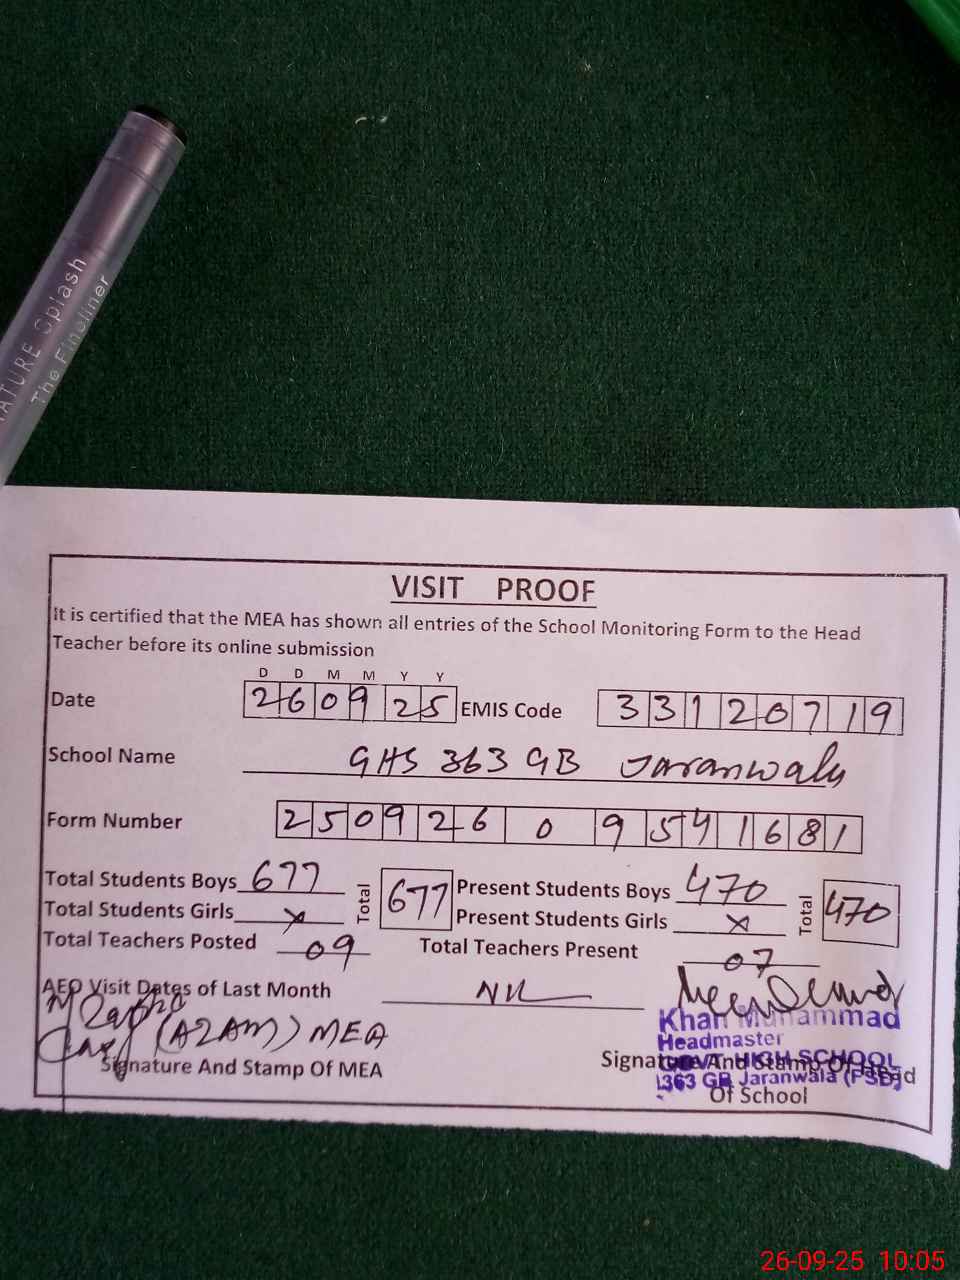 NATURE Splash
The Fineliner
VISIT PROOF
It is certified that the MEA has shown all entries of the School Monitoring Form to the Head
Teacher before its online submission
D D M M Y Y
Date 260925 EMIS Code 33120719
School Name GHS 363 GB Jaranwala
Form Number 250926 0 9541681
Total Students Boys 677 Total 677 Present Students Boys 470 Total 470
Total Students Girls x Present Students Girls x
Total Teachers Posted 09 Total Teachers Present 07
AEO Visit Dates of Last Month Nil
(AZAM) MEA
Khan Muhammad
Headmaster
GOVT. HIGH SCHOOL
363 GB Jaranwala (FSD)
Signature And Stamp Of MEA Signature And Stamp Of Head
Of School
26-09-25 10:05